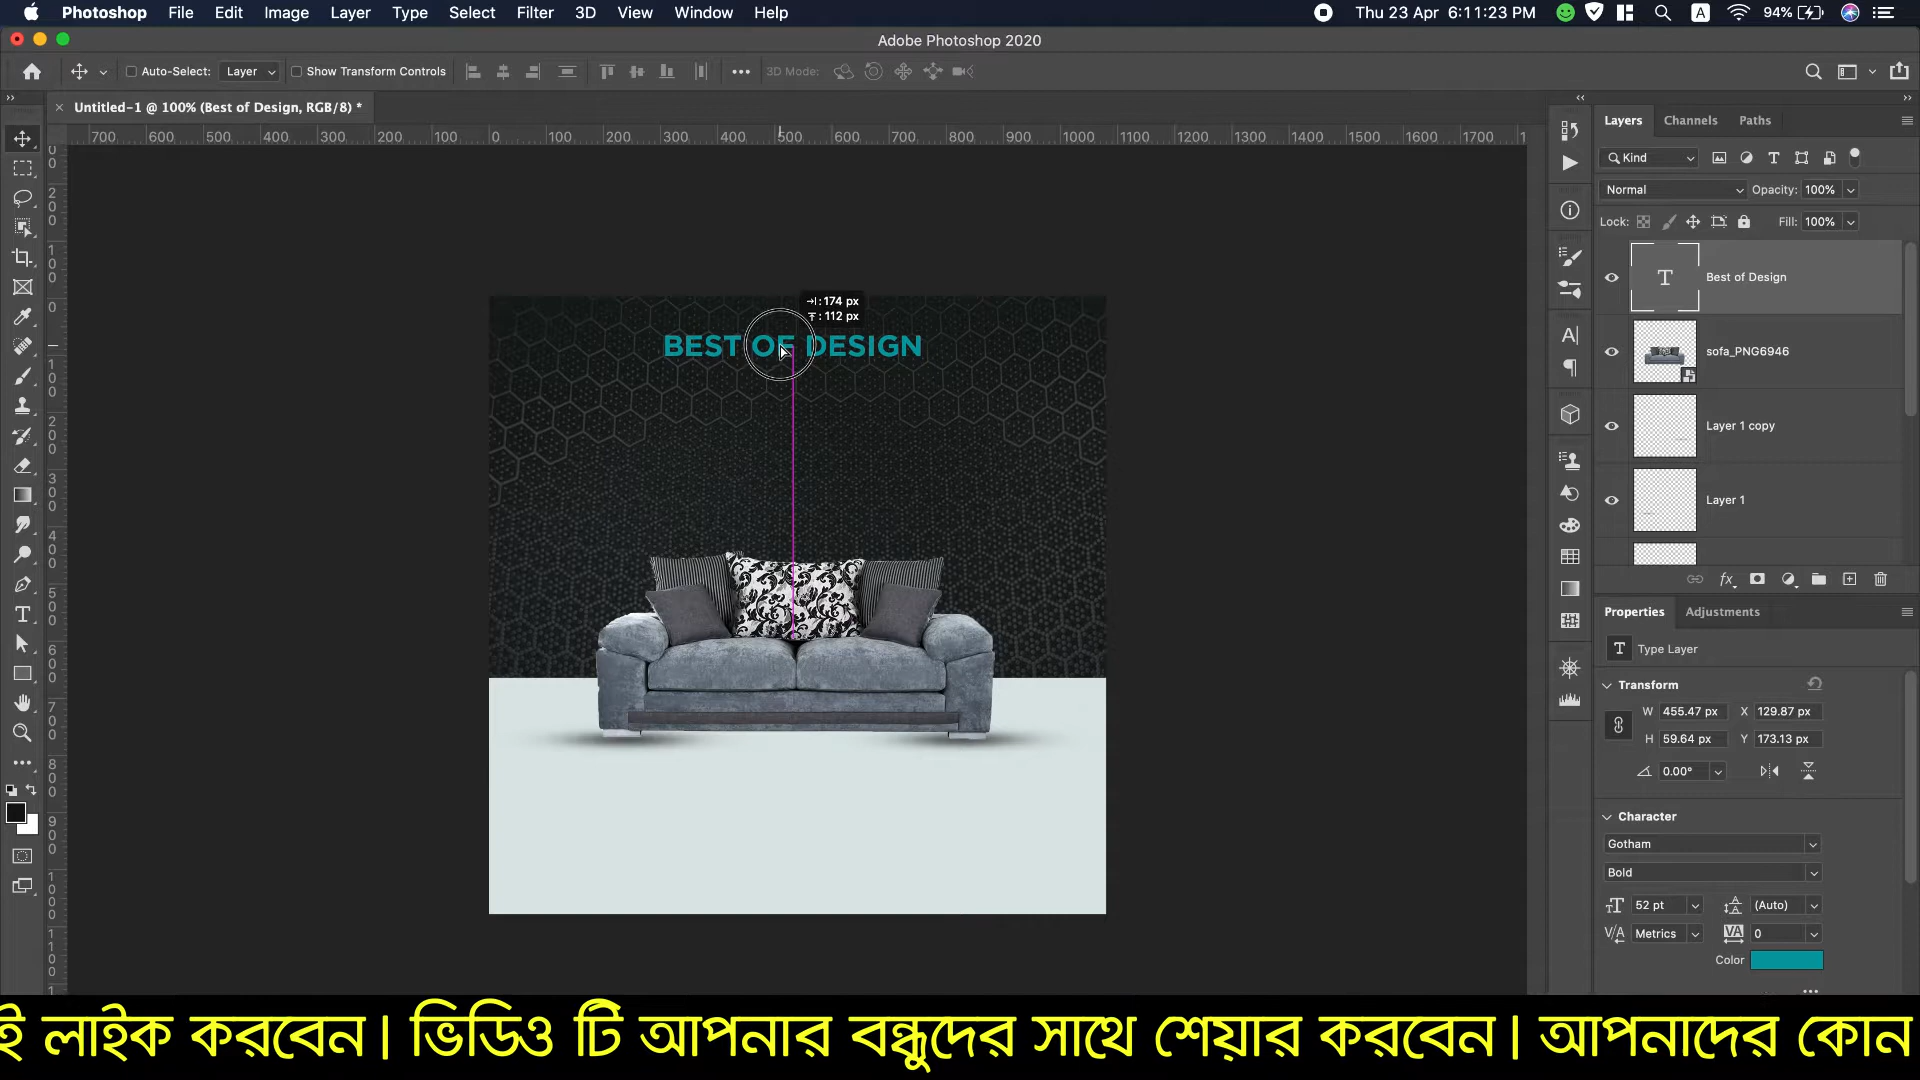 Photoshop File Edit Image Layer Type Select Filter 3D View Window Help Thu 23 Apr 6:11:23 PM A 94%
Adobe Photoshop 2020
Auto-Select: Layer Show Transform Controls 3D Mode:
Untitled-1 @ 100% (Best of Design, RGB/8) *
700 600 500 400 300 200 100 0 100 200 300 400 500 600 700 800 900 1000 1100 1200 1300 1400 1500 1600 1700
174 px
112 px
BEST OF DESIGN
Layers Channels Paths
Kind
Normal Opacity: 100%
Lock: Fill: 100%
Best of Design
sofa_PNG6946
Layer 1 copy
Layer 1
Properties Adjustments
Type Layer
Transform
W 455.47 px X 129.87 px
H 59.64 px Y 173.13 px
0.00°
Character
Gotham
Bold
52 pt (Auto)
Metrics 0
Color
ই লাইক করবেন। ভিডিও টি আপনার বন্ধুদের সাথে শেয়ার করবেন। আপনাদের কোন